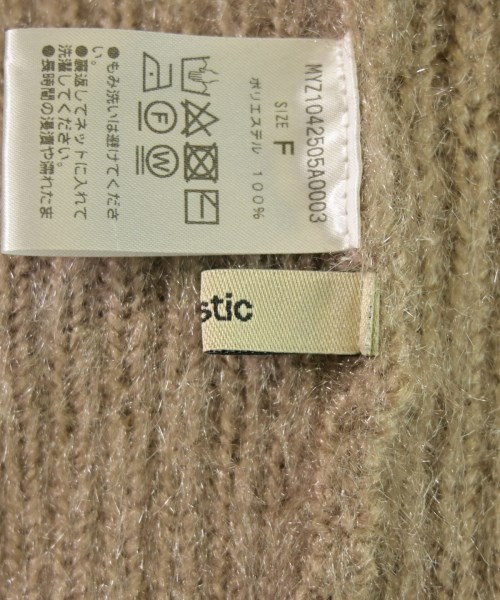 MYZ1042505A0003
SIZE F
ポリエステル 100%
F W
●もみ洗いは避けてくださ
い。
●裏返してネットに入れて
洗濯してください。
●長時間の浸漬や濡れたま
stic